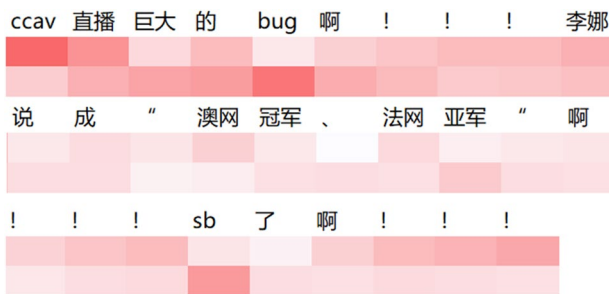 ccav 直播 巨大 的 bug 啊 ! ! ! 李娜
说 成 “ 澳网 冠军 、 法网 亚军 “ 啊
! ! ! sb 了 啊 ! ! !